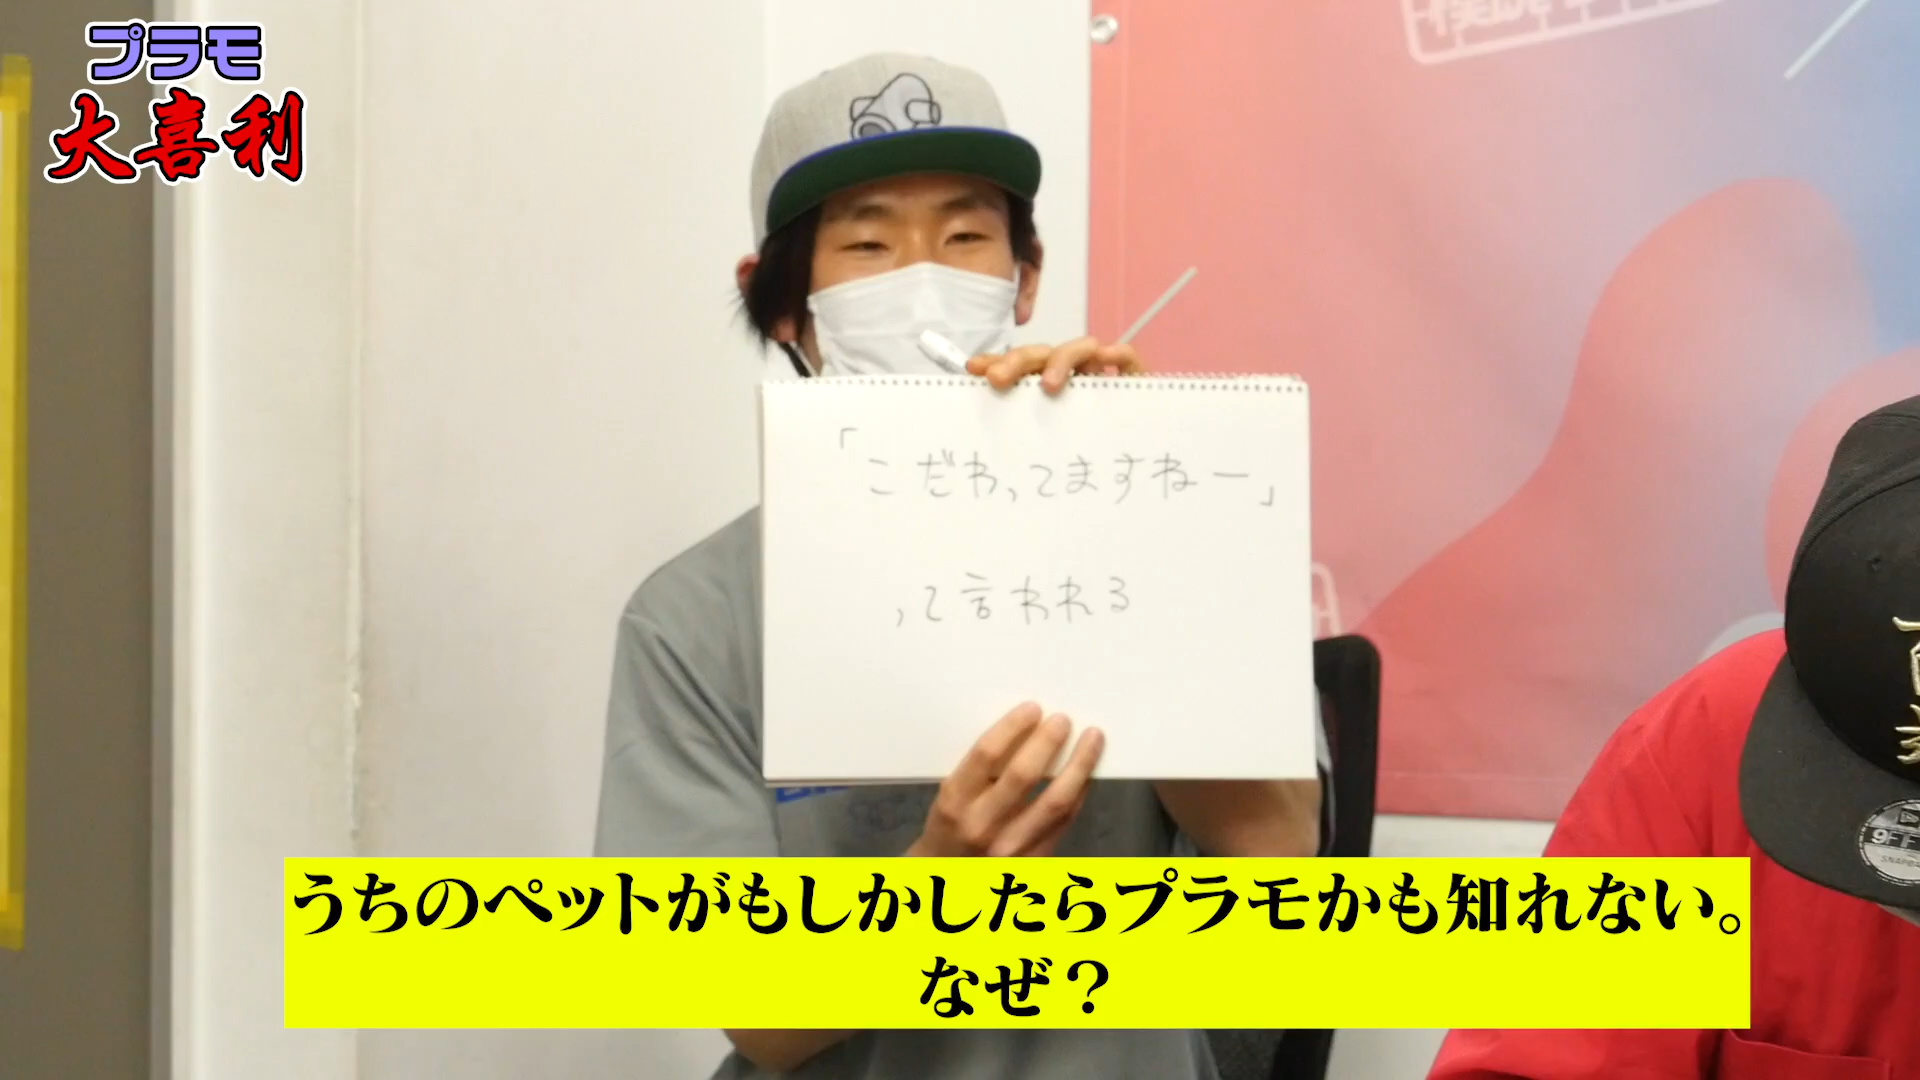 プラモ
大喜利
「こだわってますねー」
って言われる
うちのペットがもしかしたらプラモかも知れない。
なぜ？